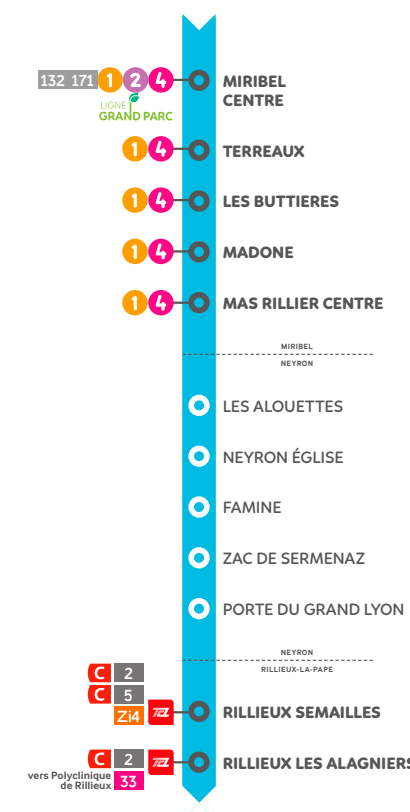 132 171 1 2 4
MIRIBEL
CENTRE
LIGNE
GRAND PARC
1 4
TERREAUX
1 4
LES BUTTIERES
1 4
MADONE
1 4
MAS RILLIER CENTRE
MIRIBEL
NEYRON
LES ALOUETTES
NEYRON ÉGLISE
FAMINE
ZAC DE SERMENAZ
PORTE DU GRAND LYON
NEYRON
RILLIEUX-LA-PAPE
C 2
C 5
Zi4 TCL
RILLIEUX SEMAILLES
C 2 TCL
RILLIEUX LES ALAGNIERS
vers Polyclinique
de Rillieux 33